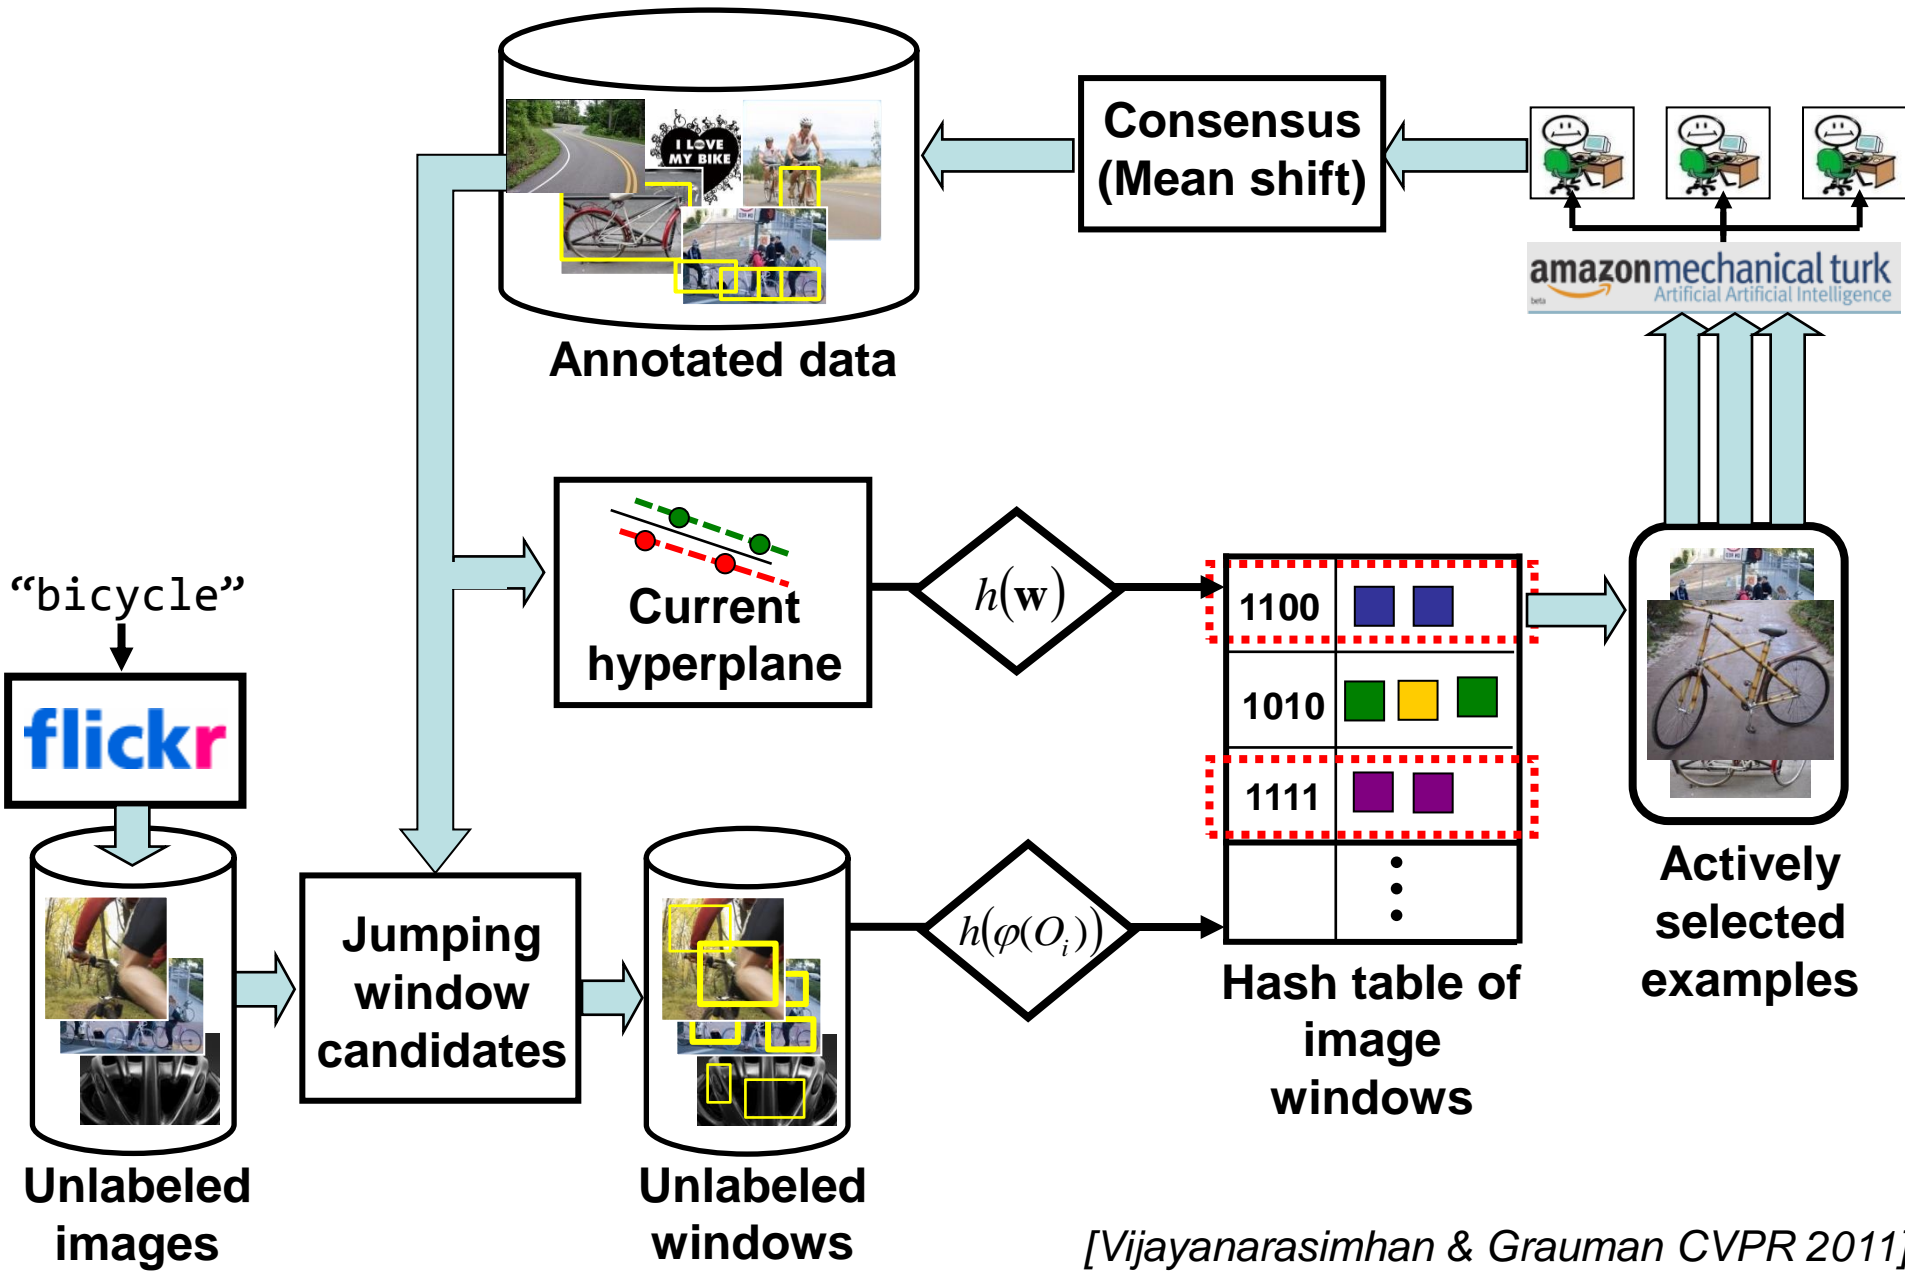 I LOVE
MY BIKE
Annotated data
Consensus
(Mean shift)
amazonmechanical turk
beta
Artificial Artificial Intelligence
“bicycle”
flickr
Unlabeled
images
Jumping
window
candidates
Unlabeled
windows
Current
hyperplane
h(w)
h(φ(O_i))
1100
1010
1111
Hash table of
image
windows
Actively
selected
examples
[Vijayanarasimhan & Grauman CVPR 2011]